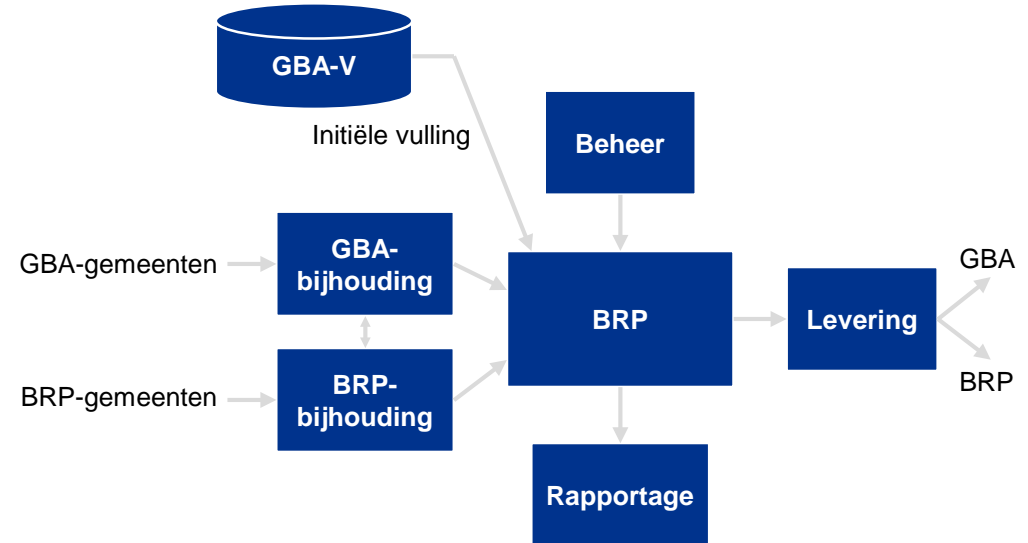 GBA-V
Initiële vulling
Beheer
GBA-
bijhouding
GBA-gemeenten
BRP
Levering
GBA
BRP
BRP-gemeenten
BRP-
bijhouding
Rapportage